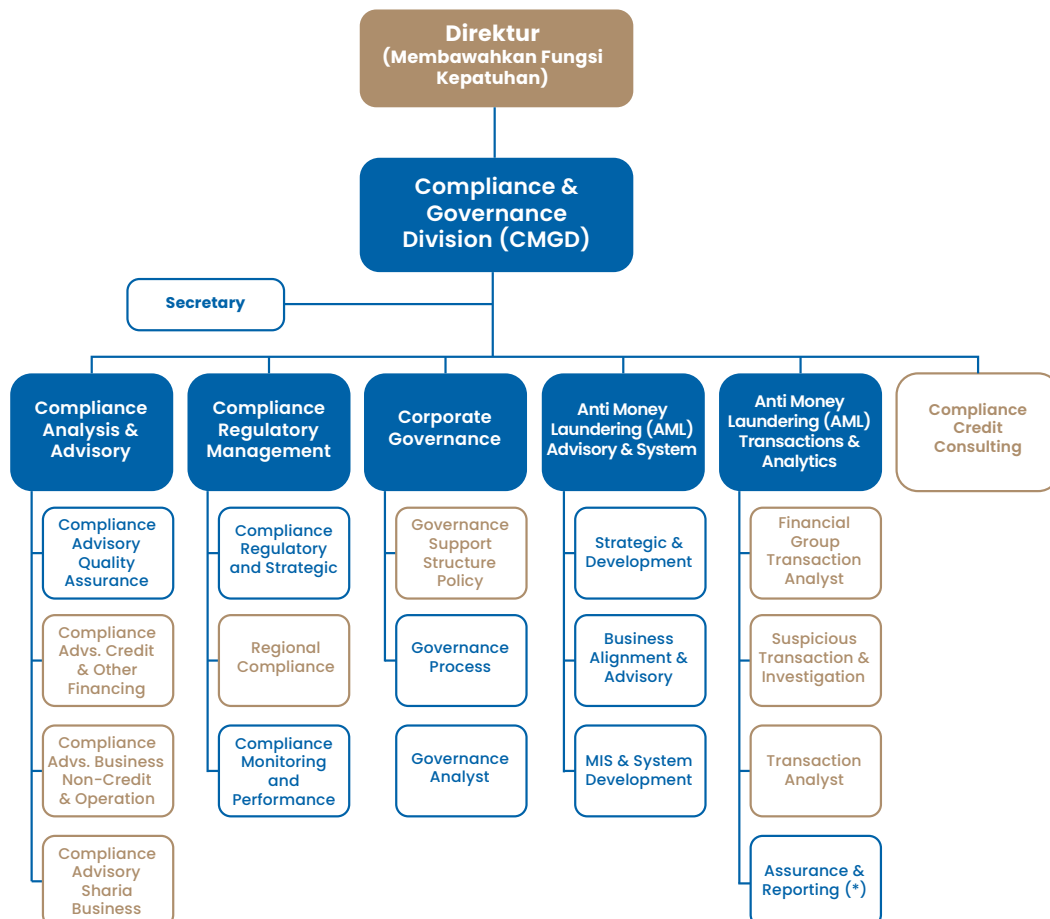 Direktur
(Membawahkan Fungsi
Kepatuhan)
Compliance &
Governance
Division (CMGD)
Secretary
Compliance
Analysis &
Advisory
Compliance
Regulatory
Management
Corporate
Governance
Anti Money
Laundering (AML)
Advisory & System
Anti Money
Laundering (AML)
Transactions &
Analytics
Compliance
Credit
Consulting
Compliance
Advisory
Quality
Assurance
Compliance
Advs. Credit
& Other
Financing
Compliance
Advs. Business
Non-Credit
& Operation
Compliance
Advisory
Sharia
Business
Compliance
Regulatory
and Strategic
Regional
Compliance
Compliance
Monitoring
and
Performance
Governance
Support
Structure
Policy
Governance
Process
Governance
Analyst
Strategic &
Development
Business
Alignment &
Advisory
MIS & System
Development
Financial
Group
Transaction
Analyst
Suspicious
Transaction &
Investigation
Transaction
Analyst
Assurance &
Reporting (*)